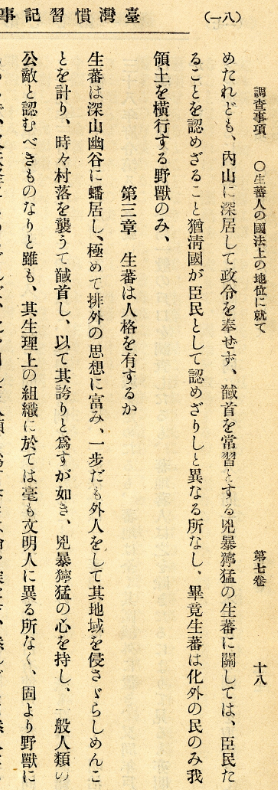 臺灣慣習記事
(一八)
調査事項　○生蕃人の國法上の地位に就て　第七卷　十八
めたれども、內山に深居して政令を奉せず、馘首を常習とする兇暴獰猛の生蕃に關しては、臣民た
ることを認めざること猶淸國が臣民として認めざりしと異なる所なし、畢竟生蕃は化外の民のみ我
領土を橫行する野獸のみ、
第三章　生蕃は人格を有するか
生蕃は深山幽谷に蟠居し、極めて排外の思想に富み、一步だも外人をして其地域を侵さゞらしめんこ
とを計り、時々村落を襲うて馘首し、以て其誇りと爲すが如き、兇暴獰猛の心を持し、一般人類の
公敵と認むべきものなりと雖も、其生理上の組織に於ては毫も文明人に異る所なく、固より野獸に